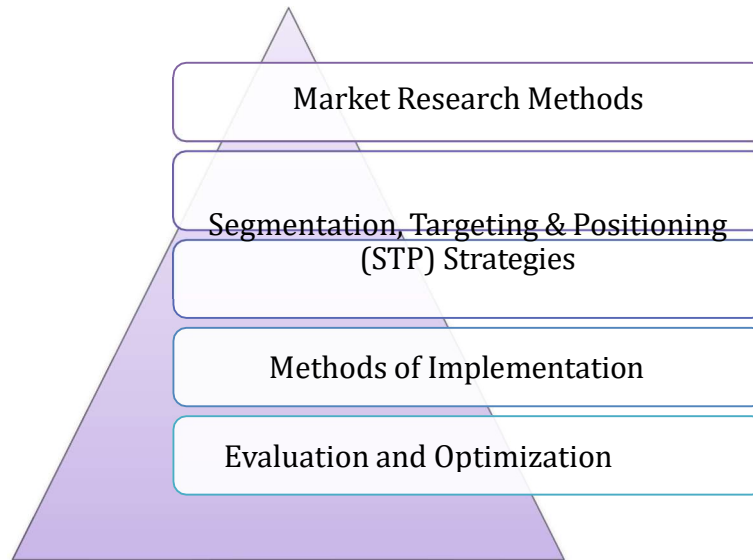 Market Research Methods
Segmentation, Targeting & Positioning
(STP) Strategies
Methods of Implementation
Evaluation and Optimization